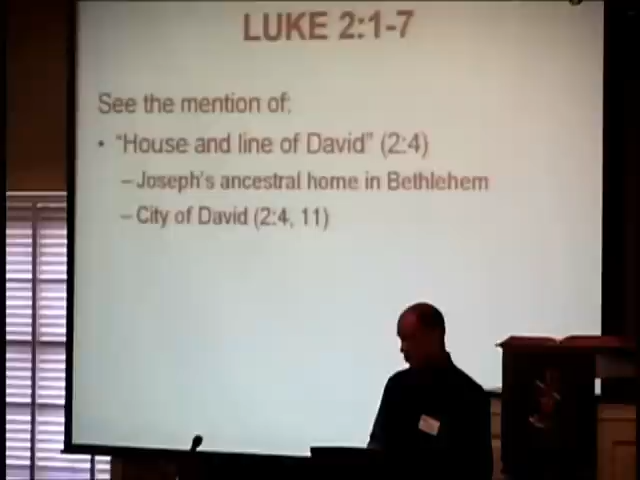 LUKE 2:1-7
See the mention of:
• "House and line of David" (2:4)
– Joseph's ancestral home in Bethlehem
– City of David (2:4, 11)